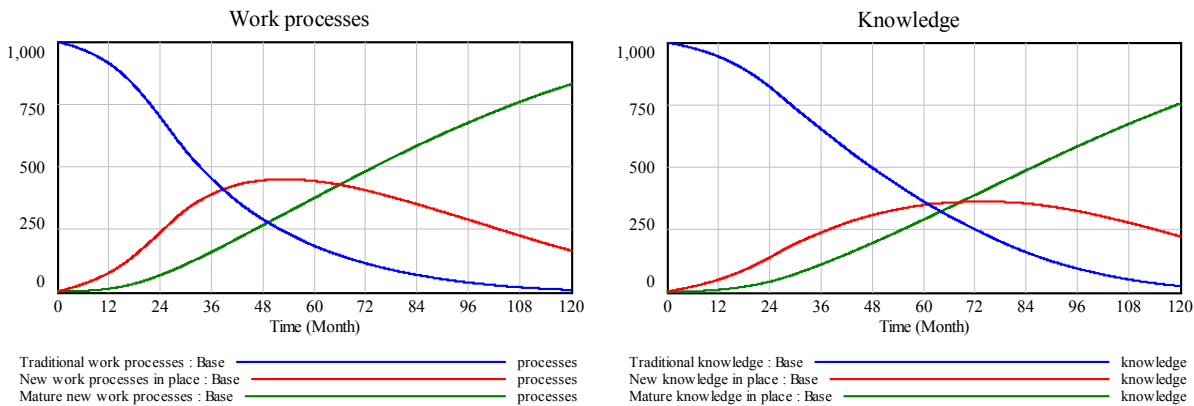 Work processes
1,000
750
500
250
0
0 12 24 36 48 60 72 84 96 108 120
Time (Month)
Traditional work processes : Base processes
New work processes in place : Base processes
Mature new work processes : Base processes
Knowledge
1,000
750
500
250
0
0 12 24 36 48 60 72 84 96 108 120
Time (Month)
Traditional knowledge : Base knowledge
New knowledge in place : Base knowledge
Mature knowledge in place : Base knowledge